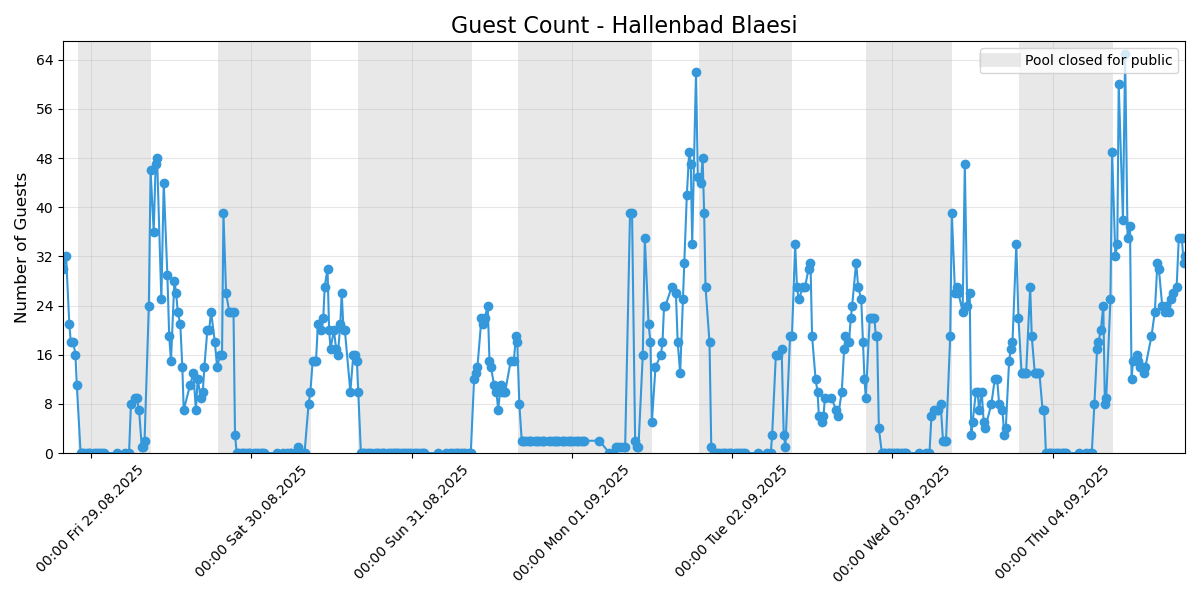 Guest Count - Hallenbad Blaesi
Pool closed for public
Number of Guests
64
56
48
40
32
24
16
8
0
00:00 Fri 29.08.2025
00:00 Sat 30.08.2025
00:00 Sun 31.08.2025
00:00 Mon 01.09.2025
00:00 Tue 02.09.2025
00:00 Wed 03.09.2025
00:00 Thu 04.09.2025